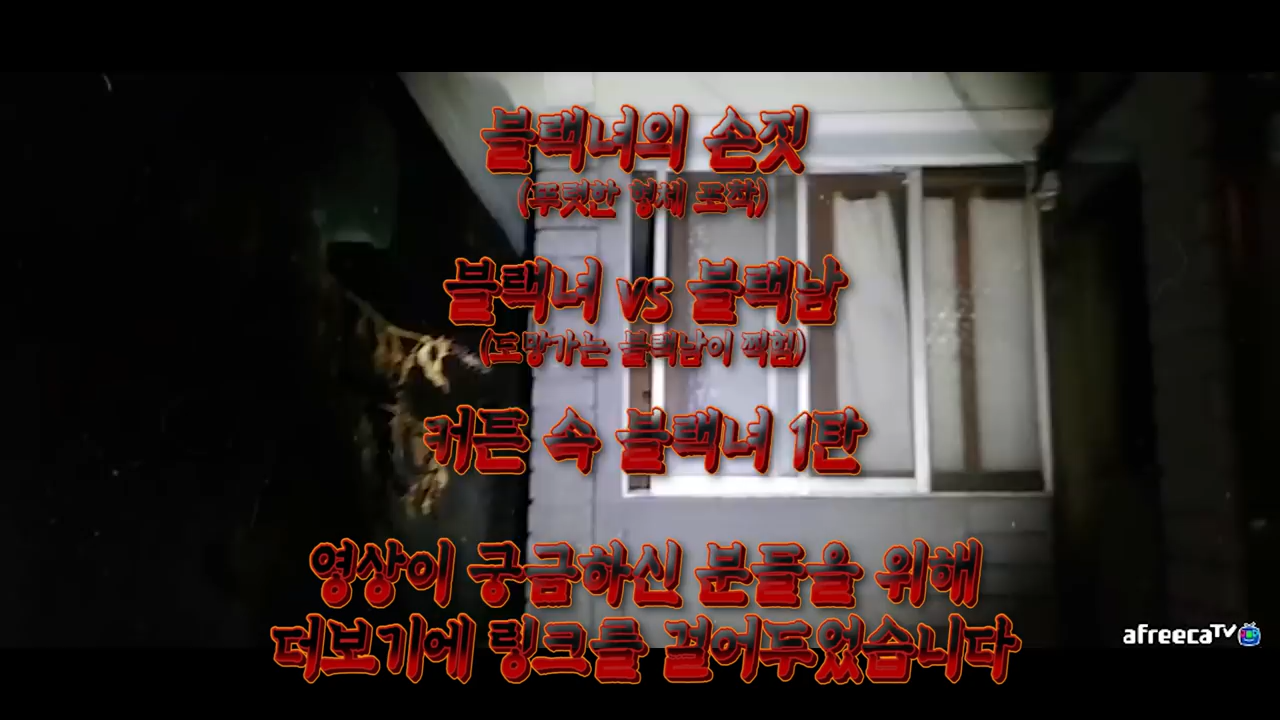 블랙녀의 손짓
(뚜렷한 형체 포착)
블랙녀 vs 블랙남
(도망가는 블랙남이 찍힘)
커튼 속 블랙녀 1탄
영상이 궁금하신 분들을 위해
더보기에 링크를 걸어두었습니다
afreecaTV